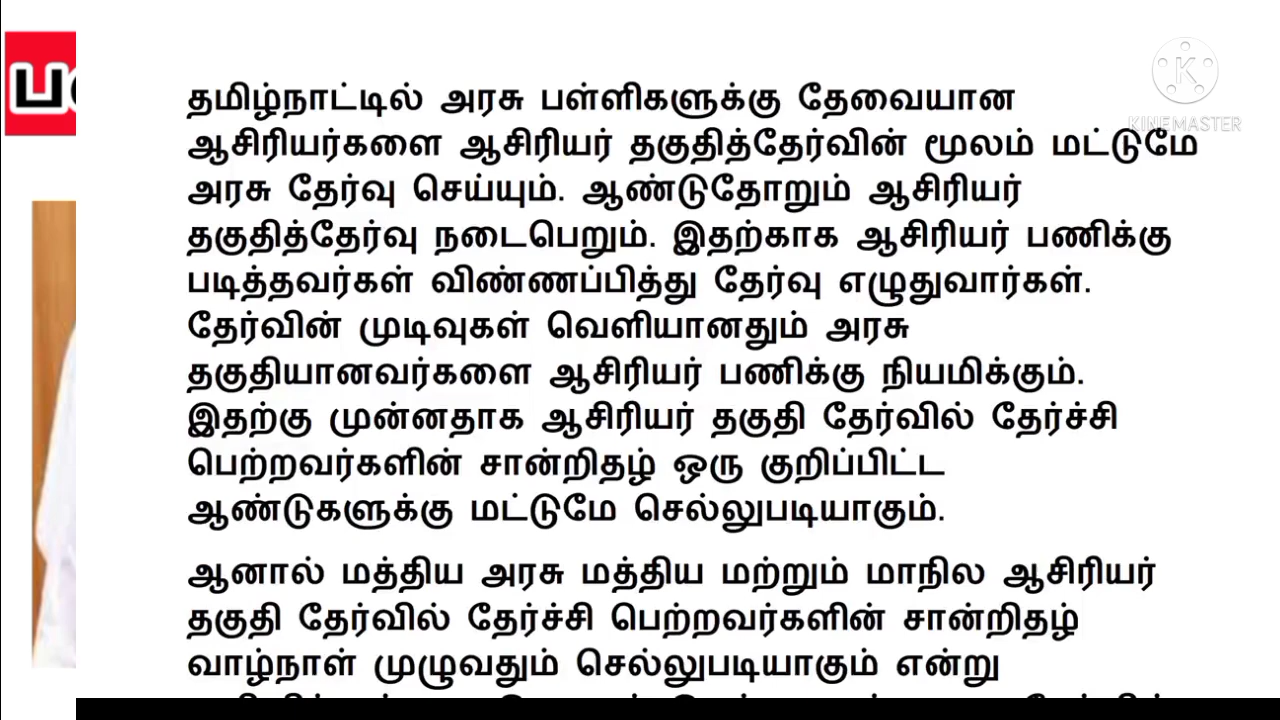 தமிழ்நாட்டில் அரசு பள்ளிகளுக்கு தேவையான
ஆசிரியர்களை ஆசிரியர் தகுதித்தேர்வின் மூலம் மட்டுமே
அரசு தேர்வு செய்யும். ஆண்டுதோறும் ஆசிரியர்
தகுதித்தேர்வு நடைபெறும். இதற்காக ஆசிரியர் பணிக்கு
படித்தவர்கள் விண்ணப்பித்து தேர்வு எழுதுவார்கள்.
தேர்வின் முடிவுகள் வெளியானதும் அரசு
தகுதியானவர்களை ஆசிரியர் பணிக்கு நியமிக்கும்.
இதற்கு முன்னதாக ஆசிரியர் தகுதி தேர்வில் தேர்ச்சி
பெற்றவர்களின் சான்றிதழ் ஒரு குறிப்பிட்ட
ஆண்டுகளுக்கு மட்டுமே செல்லுபடியாகும்.
ஆனால் மத்திய அரசு மத்திய மற்றும் மாநில ஆசிரியர்
தகுதி தேர்வில் தேர்ச்சி பெற்றவர்களின் சான்றிதழ்
வாழ்நாள் முழுவதும் செல்லுபடியாகும் என்று
K
KINEMASTER